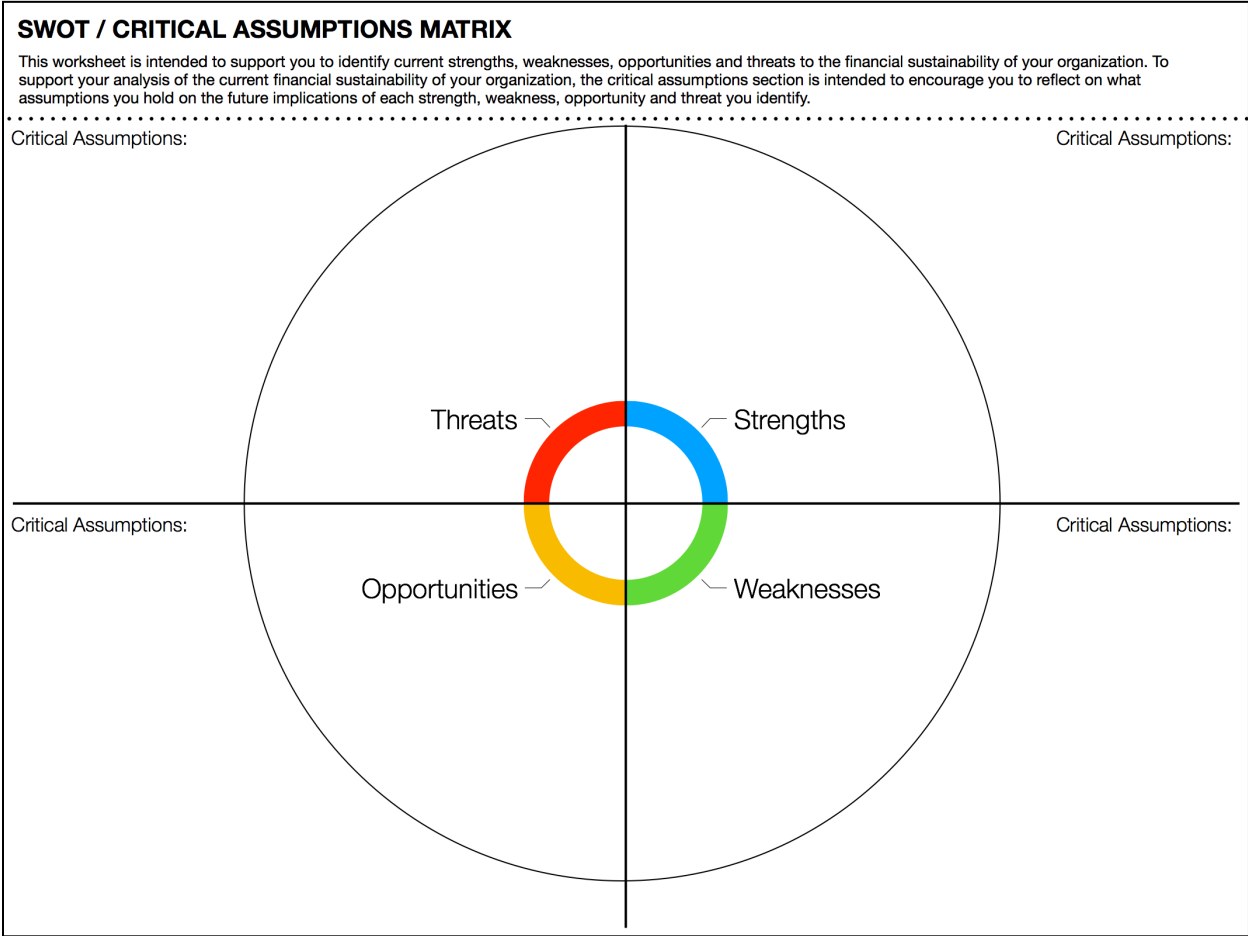 SWOT / CRITICAL ASSUMPTIONS MATRIX
This worksheet is intended to support you to identify current strengths, weaknesses, opportunities and threats to the financial sustainability of your organization. To
support your analysis of the current financial sustainability of your organization, the critical assumptions section is intended to encourage you to reflect on what
assumptions you hold on the future implications of each strength, weakness, opportunity and threat you identify.
Critical Assumptions:
Critical Assumptions:
Threats
Strengths
Critical Assumptions:
Critical Assumptions:
Opportunities
Weaknesses